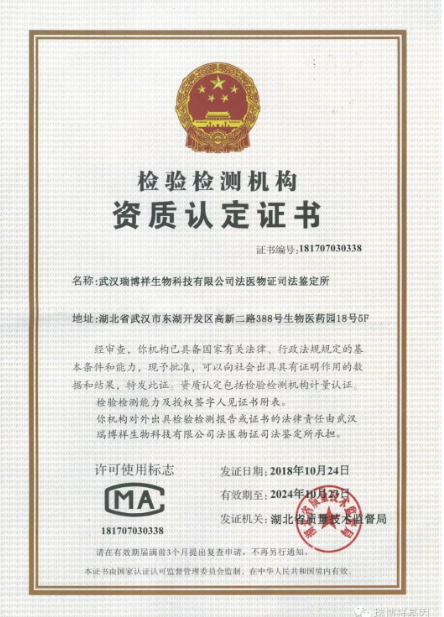 检验检测机构
资质认定证书
证书编号:181707030338
名称:武汉瑞博祥生物科技有限公司法医物证司法鉴定所
地址:湖北省武汉市东湖开发区高新二路388号生物医药园18号5F
经审查,你机构已具备国家有关法律、行政法规规定的基
本条件和能力,现予批准,可以向社会出具具有证明作用的数
据和结果,特发此证。资质认定包括检验检测机构计量认证。
检验检测能力及授权签字人见证书附表。
你机构对外出具检验检测报告或证书的法律责任由武汉
瑞博祥生物科技有限公司法医物证司法鉴定所承担。
许可使用标志
MA
181707030338
发证日期:2018年10月24日
有效期至:2024年10月23日
发证机关:湖北省质量技术监督局
请在有效期届满前3个月提出复查申请,不再另行通知。
本证书由国家认证认可监督管理委员会监制,在中华人民共和国境内有效。